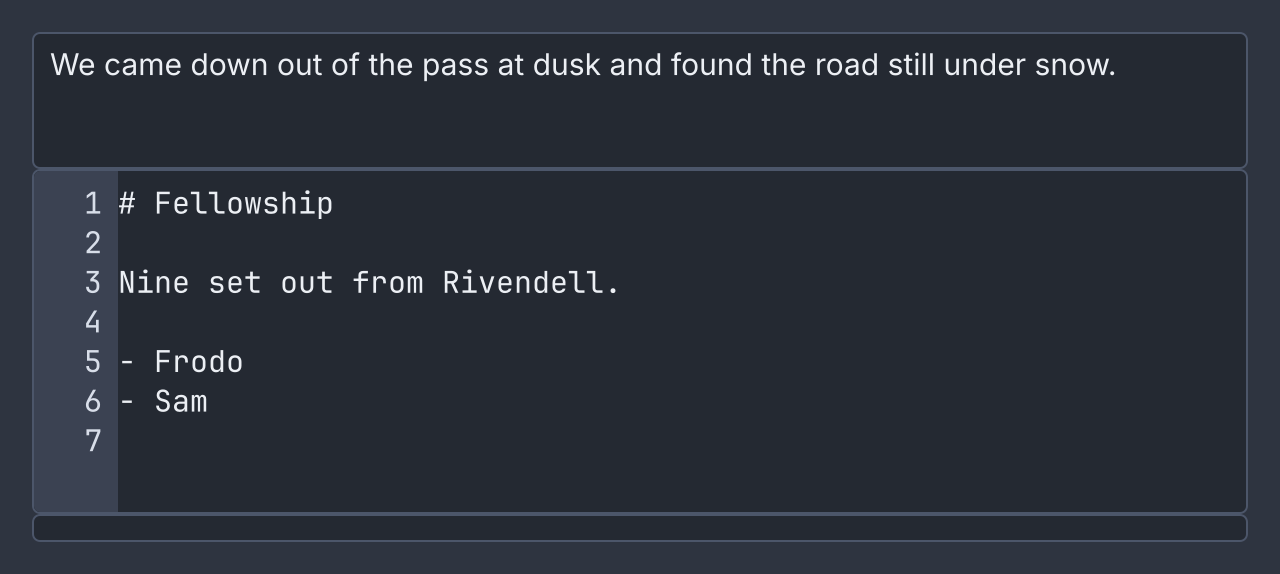 We came down out of the pass at dusk and found the road still under snow.
1 # Fellowship
2
3 Nine set out from Rivendell.
4
5 - Frodo
6 - Sam
7